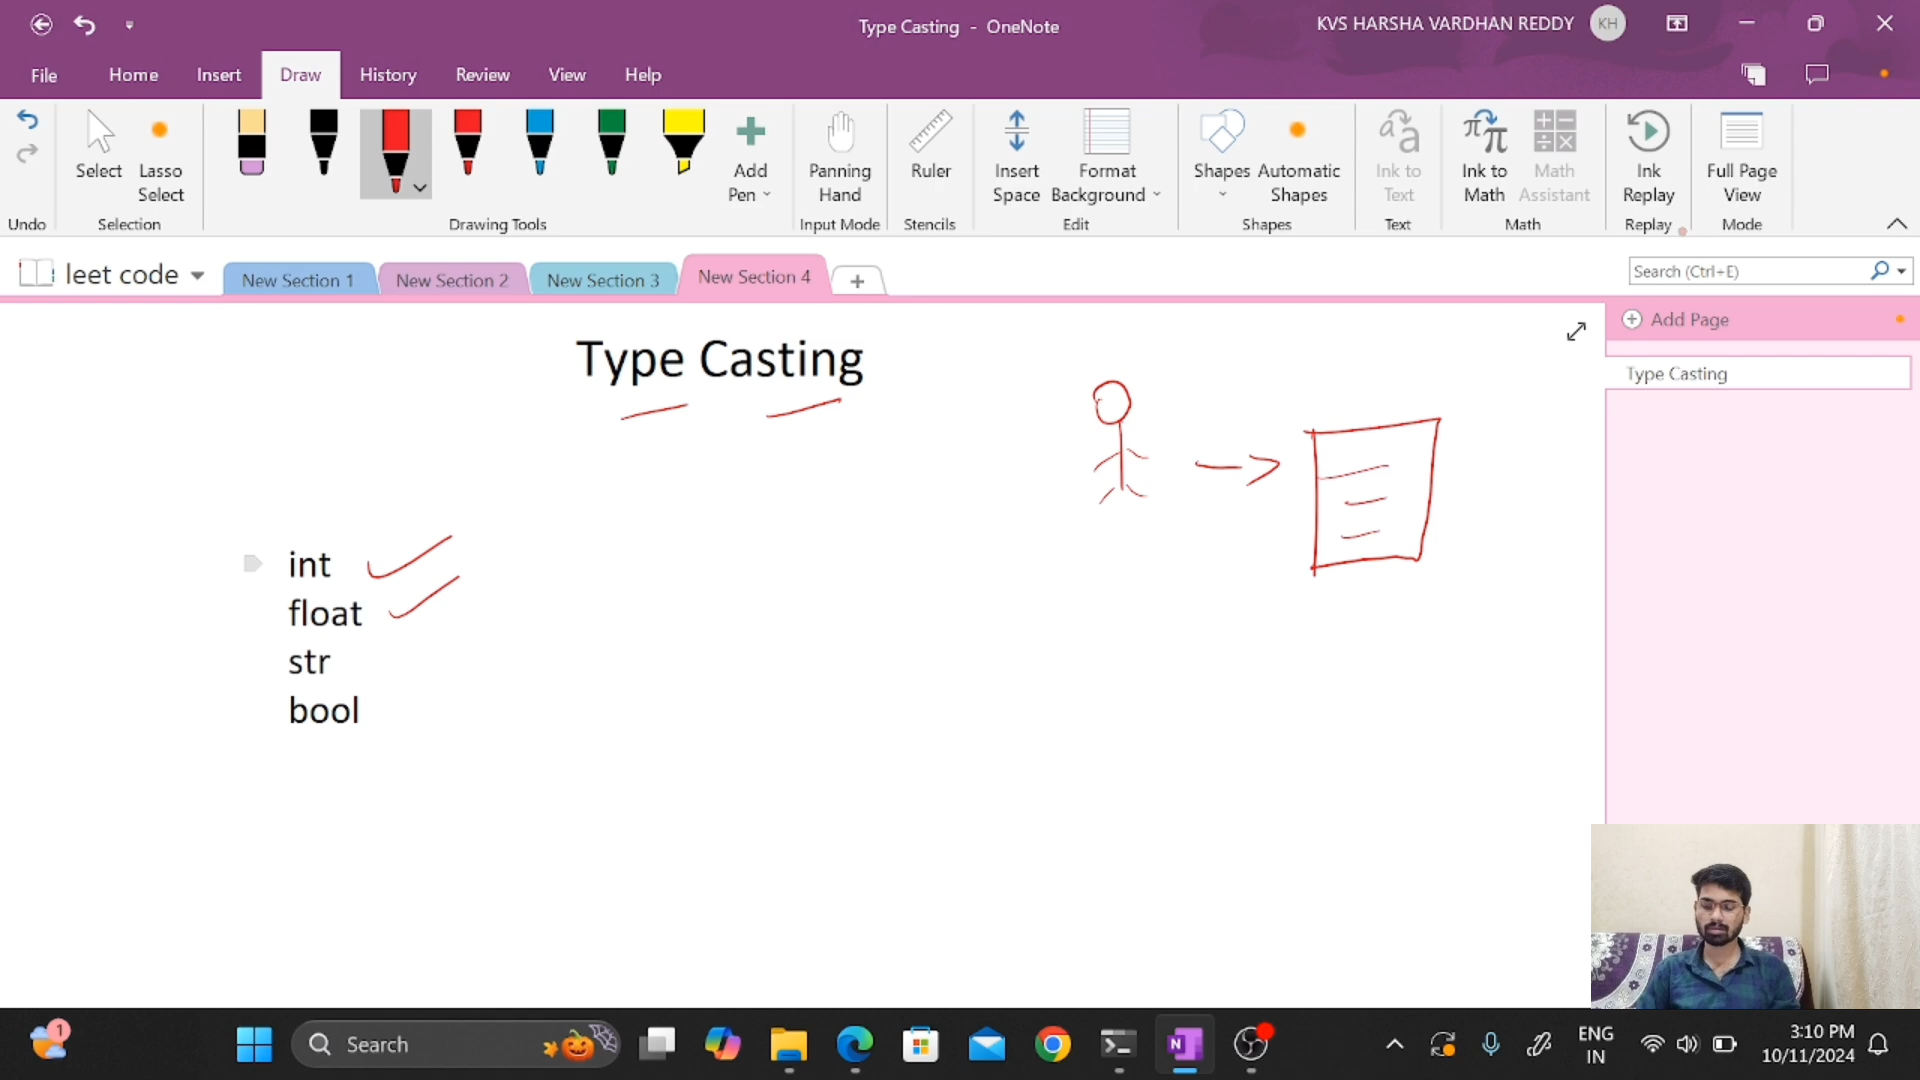 Type Casting - OneNote
KVS HARSHA VARDHAN REDDY KH
File Home Insert Draw History Review View Help
Select
Lasso
Select
Add
Pen
Panning
Hand
Ruler
Insert
Space
Format
Background
Shapes
Automatic
Shapes
Ink to
Text
Ink to
Math
Math
Assistant
Ink
Replay
Full Page
View
Undo Selection Drawing Tools Input Mode Stencils Edit Shapes Text Math Replay Mode
leet code New Section 1 New Section 2 New Section 3 New Section 4 +
Search (Ctrl+E)
Add Page
Type Casting
Type Casting
int
float
str
bool
1
Search
ENG
IN
3:10 PM
10/11/2024